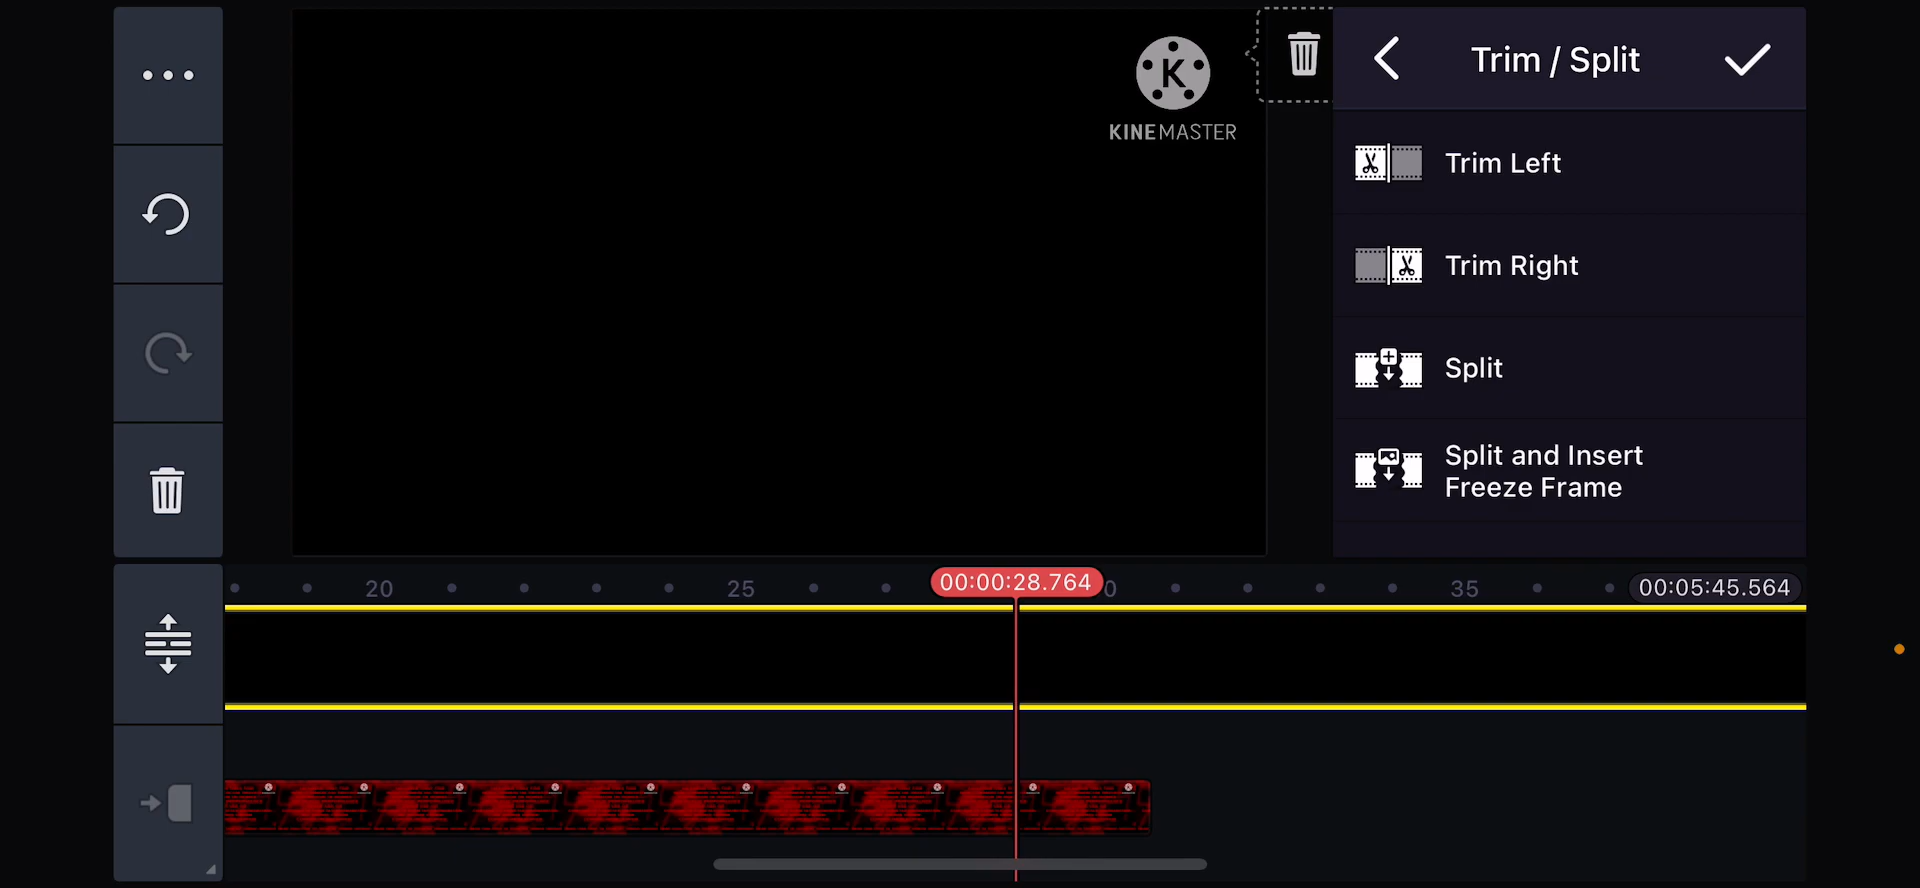 KINEMASTER
Trim / Split
Trim Left
Trim Right
Split
Split and Insert
Freeze Frame
20
25
00:00:28.764
0
35
00:05:45.564